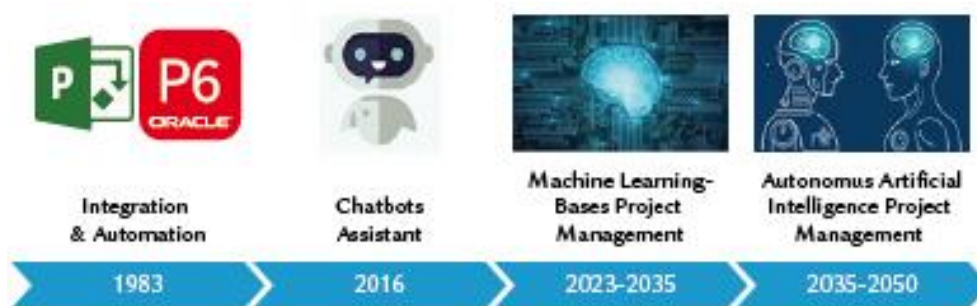 P
P6
ORACLE
Integration
& Automation
Chatbots
Assistant
Machine Learning-
Bases Project
Management
Autonomus Artificial
Intelligence Project
Management
1983
2016
2023-2035
2035-2050